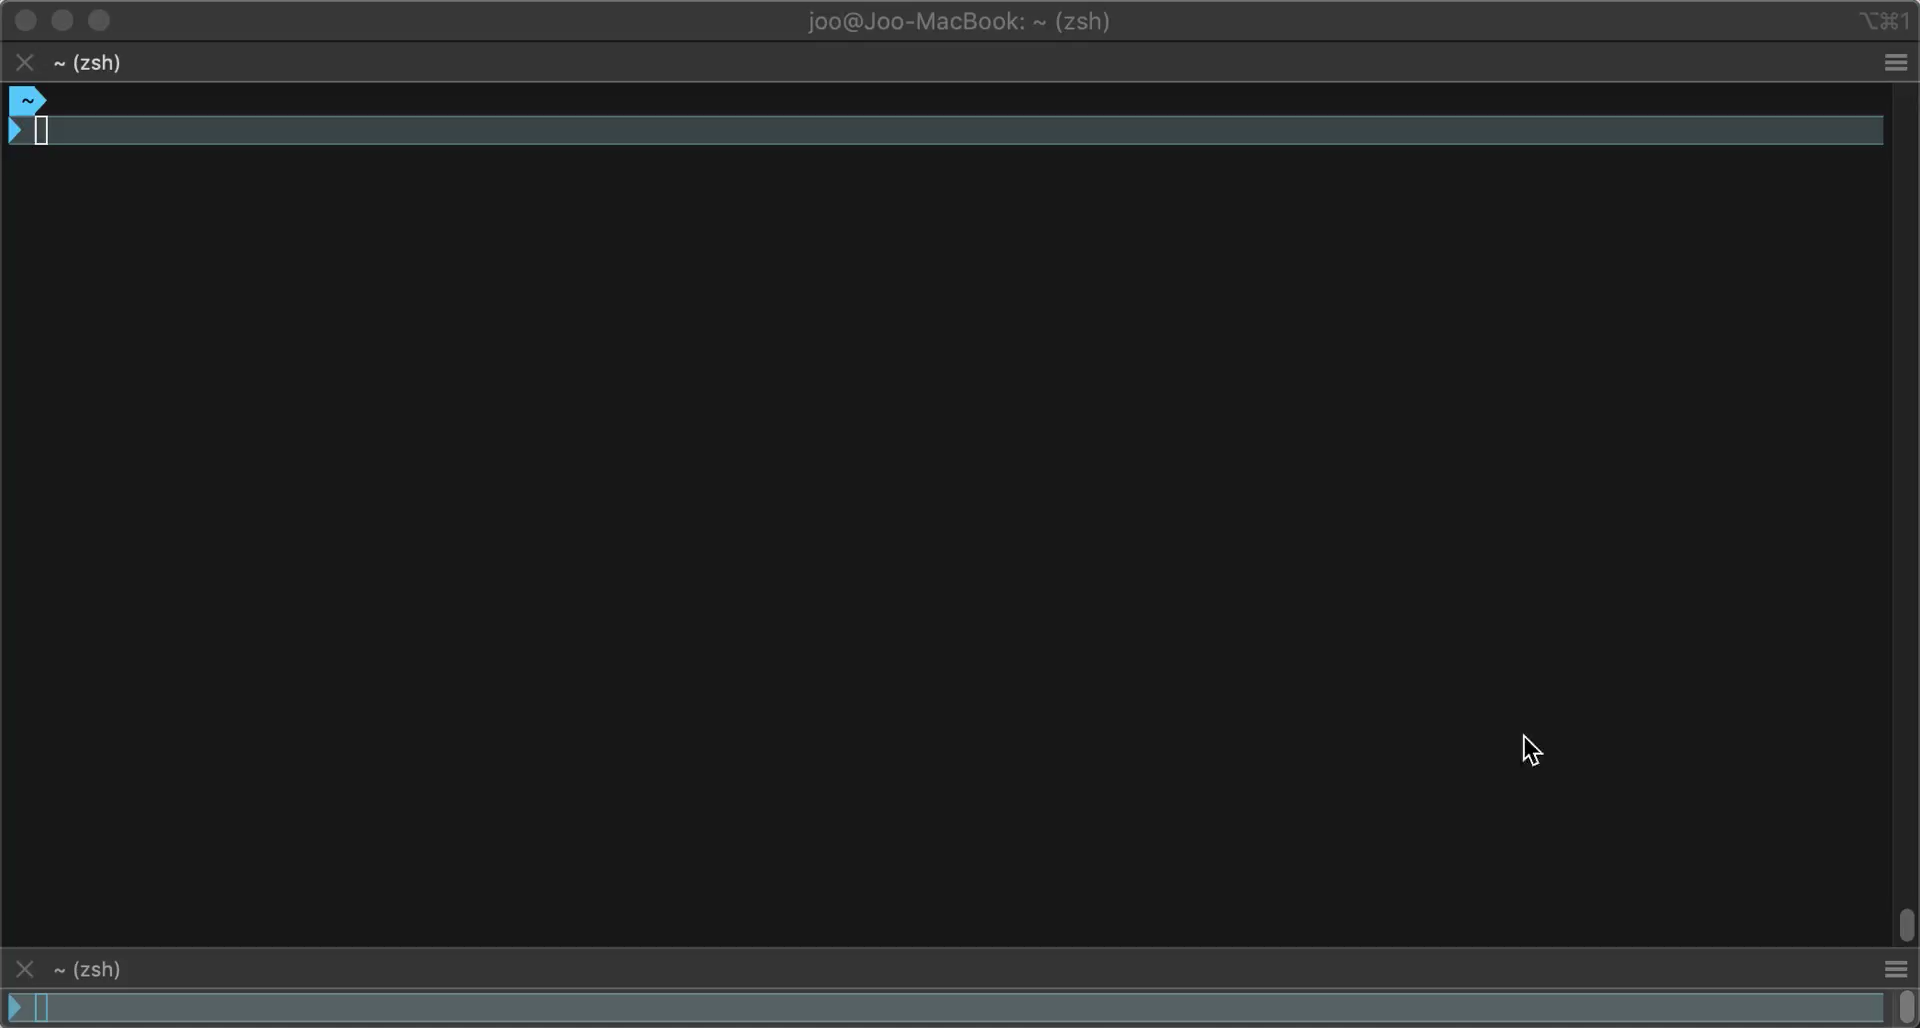 joo@Joo-MacBook: ~ (zsh)
⌥⌘1
~ (zsh)
~
~ (zsh)